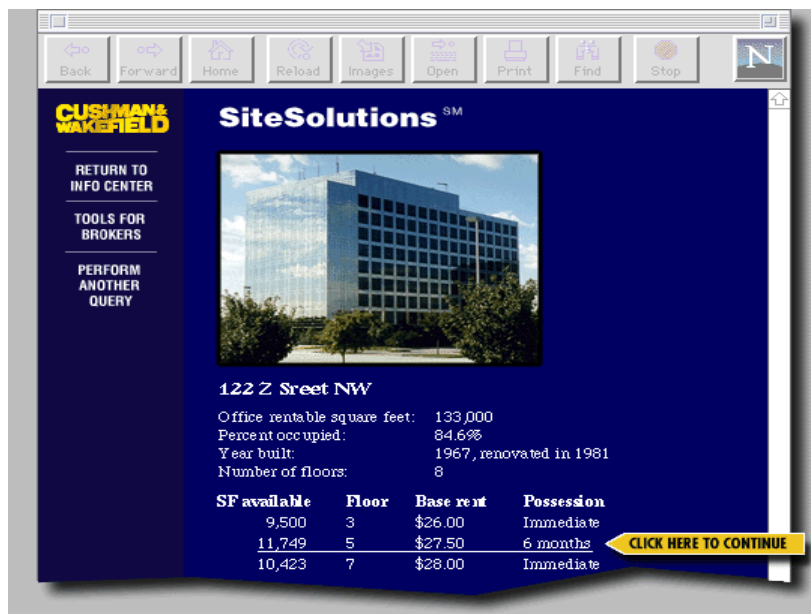 Back Forward Home Reload Images Open Print Find Stop N
CUSHMAN&
WAKEFIELD
SiteSolutions SM
RETURN TO
INFO CENTER
TOOLS FOR
BROKERS
PERFORM
ANOTHER
QUERY
122 Z Sreet NW
Office rentable square feet: 133,000
Percent occupied: 84.6%
Year built: 1967, renovated in 1981
Number of floors: 8
SF available Floor Base rent Possession
9,500 3 $26.00 Immediate
11,749 5 $27.50 6 months CLICK HERE TO CONTINUE
10,423 7 $28.00 Immediate